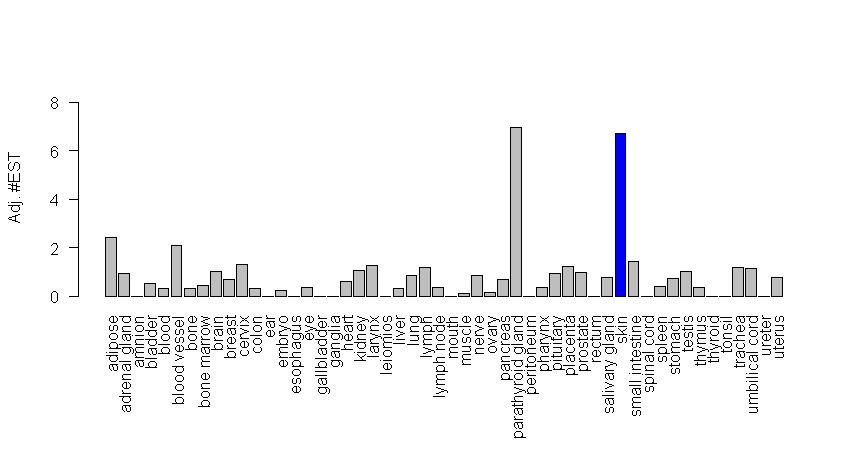 Adj. #EST
8
6
4
2
0
adipose
adrenal gland
amnion
bladder
blood
blood vessel
bone
bone marrow
brain
breast
cervix
colon
ear
embryo
esophagus
eye
gallbladder
ganglia
heart
kidney
larynx
leiomios
liver
lung
lymph
lymph node
mouth
muscle
nerve
ovary
pancreas
parathyroid gland
peritoneum
pharynx
pituitary
placenta
prostate
rectum
salivary gland
skin
small intestine
spinal cord
spleen
stomach
testis
thymus
thyroid
tonsil
trachea
umbilical cord
ureter
uterus